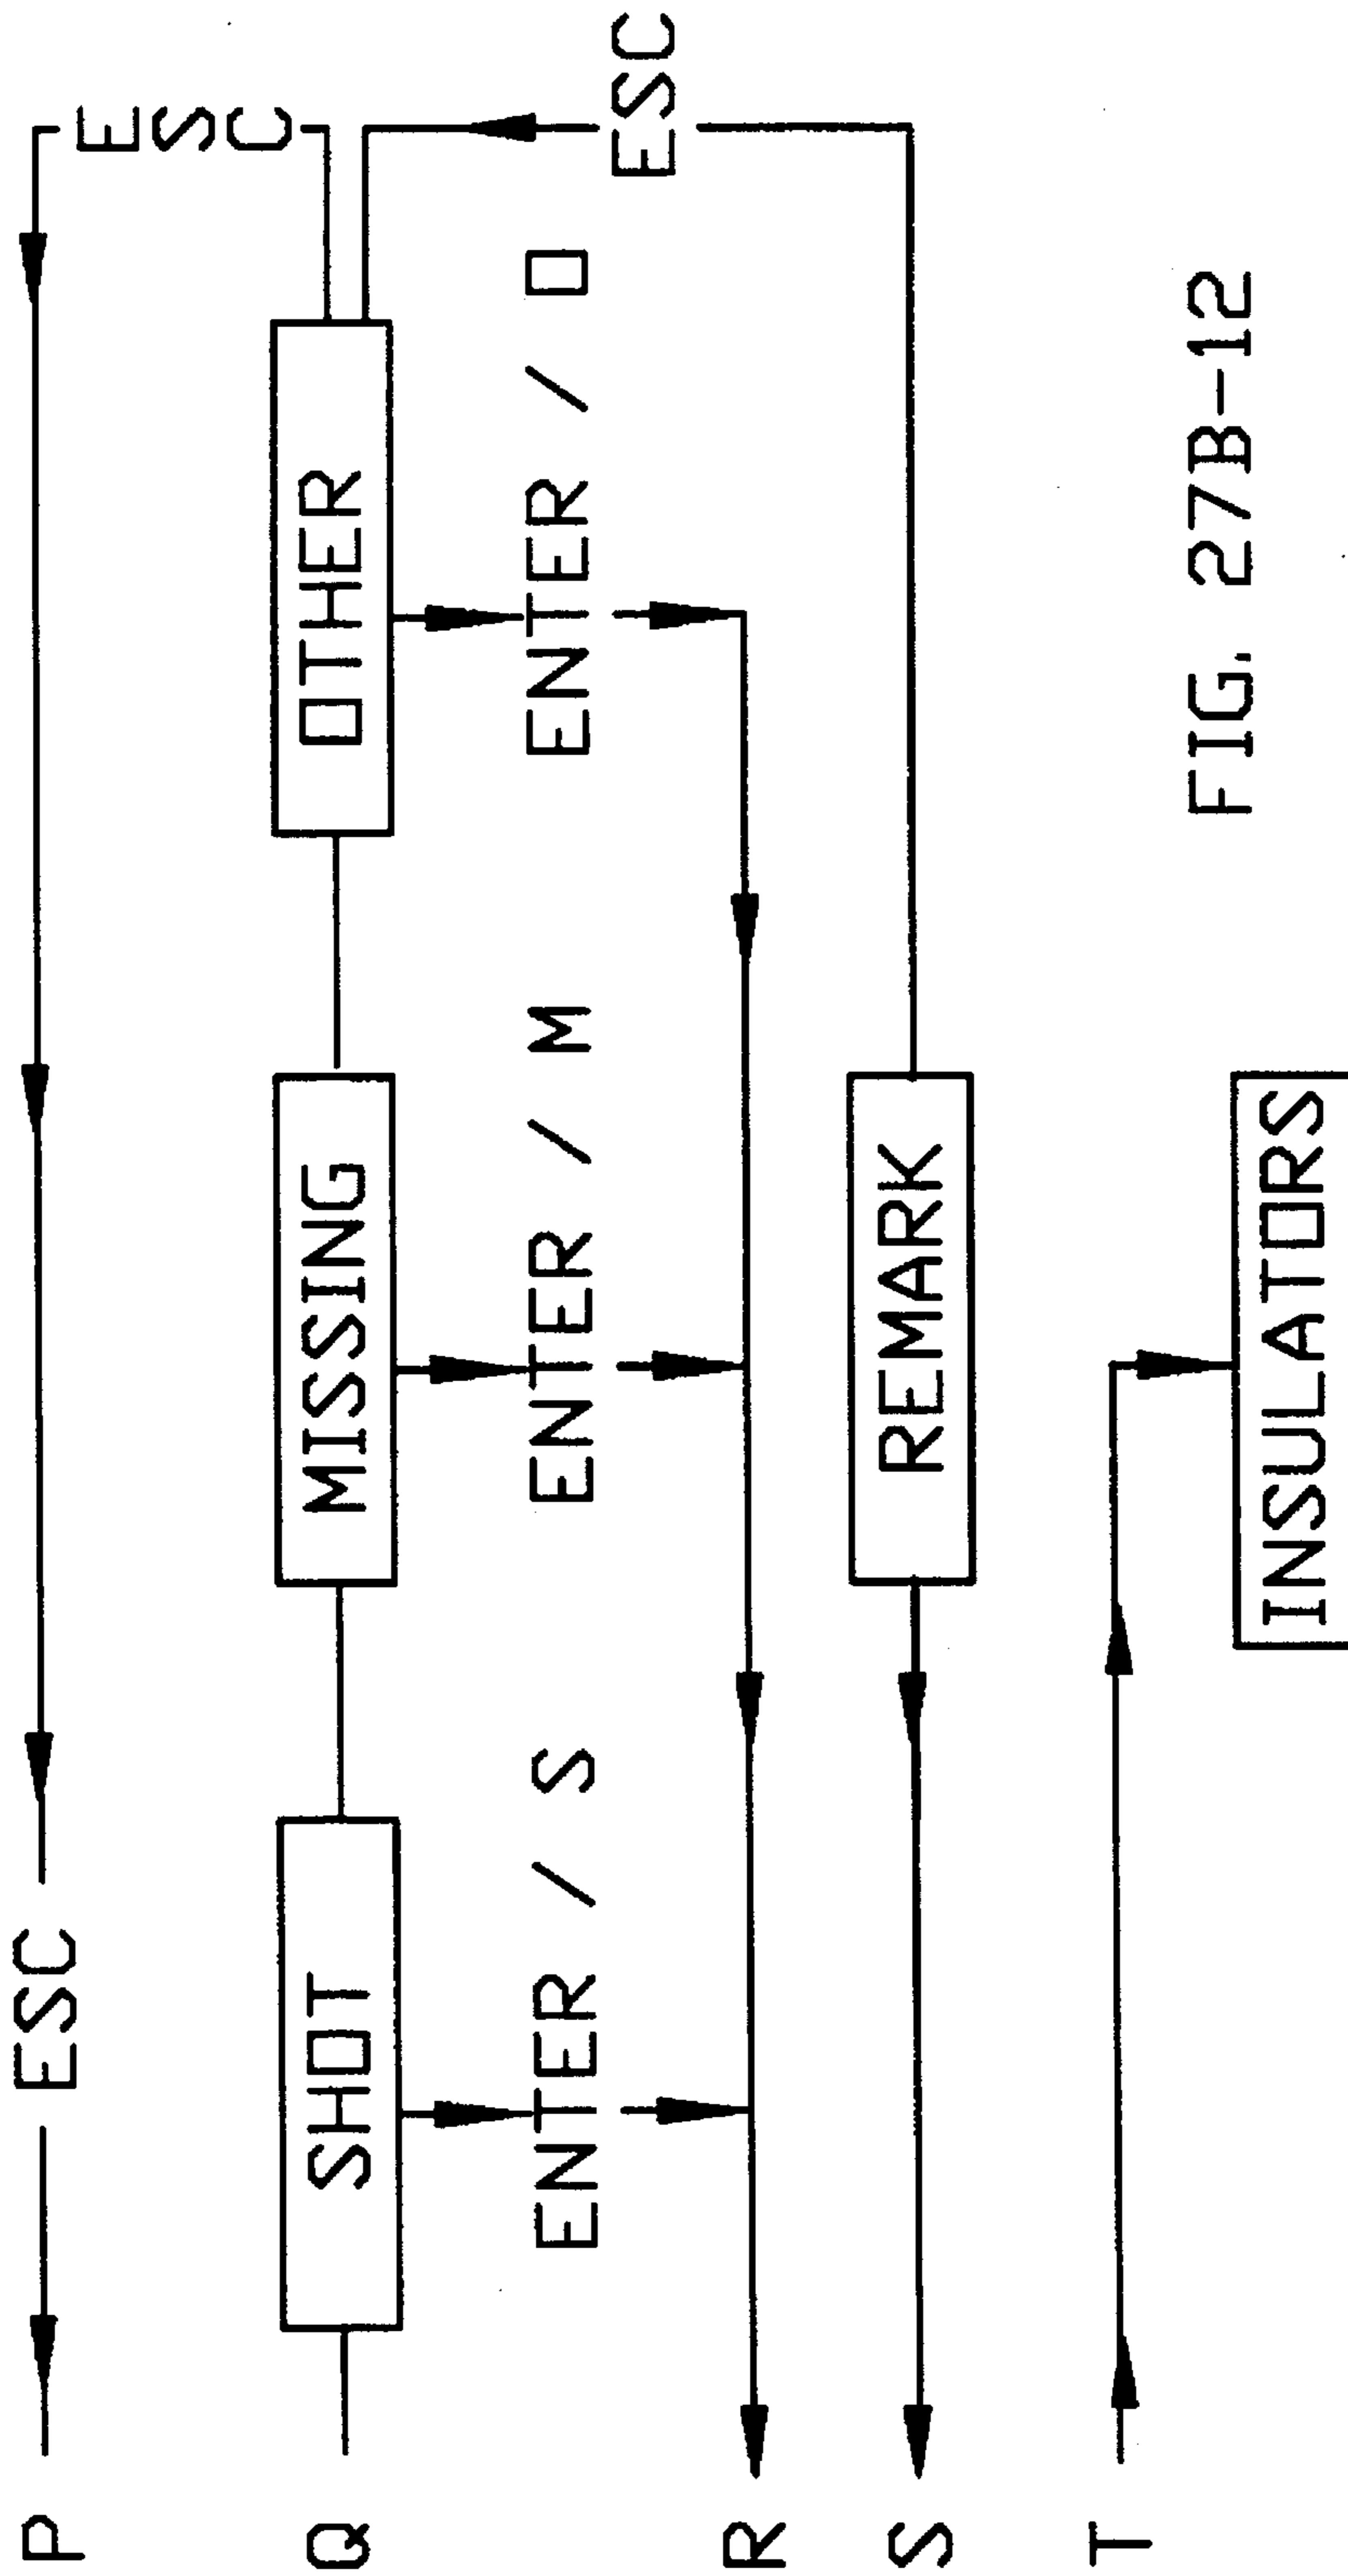 P ESC ESC
Q SHOT MISSING OTHER
ENTER / S ENTER / M ENTER / O
ESC
R
S REMARK
T
INSULATORS
FIG. 27B-12